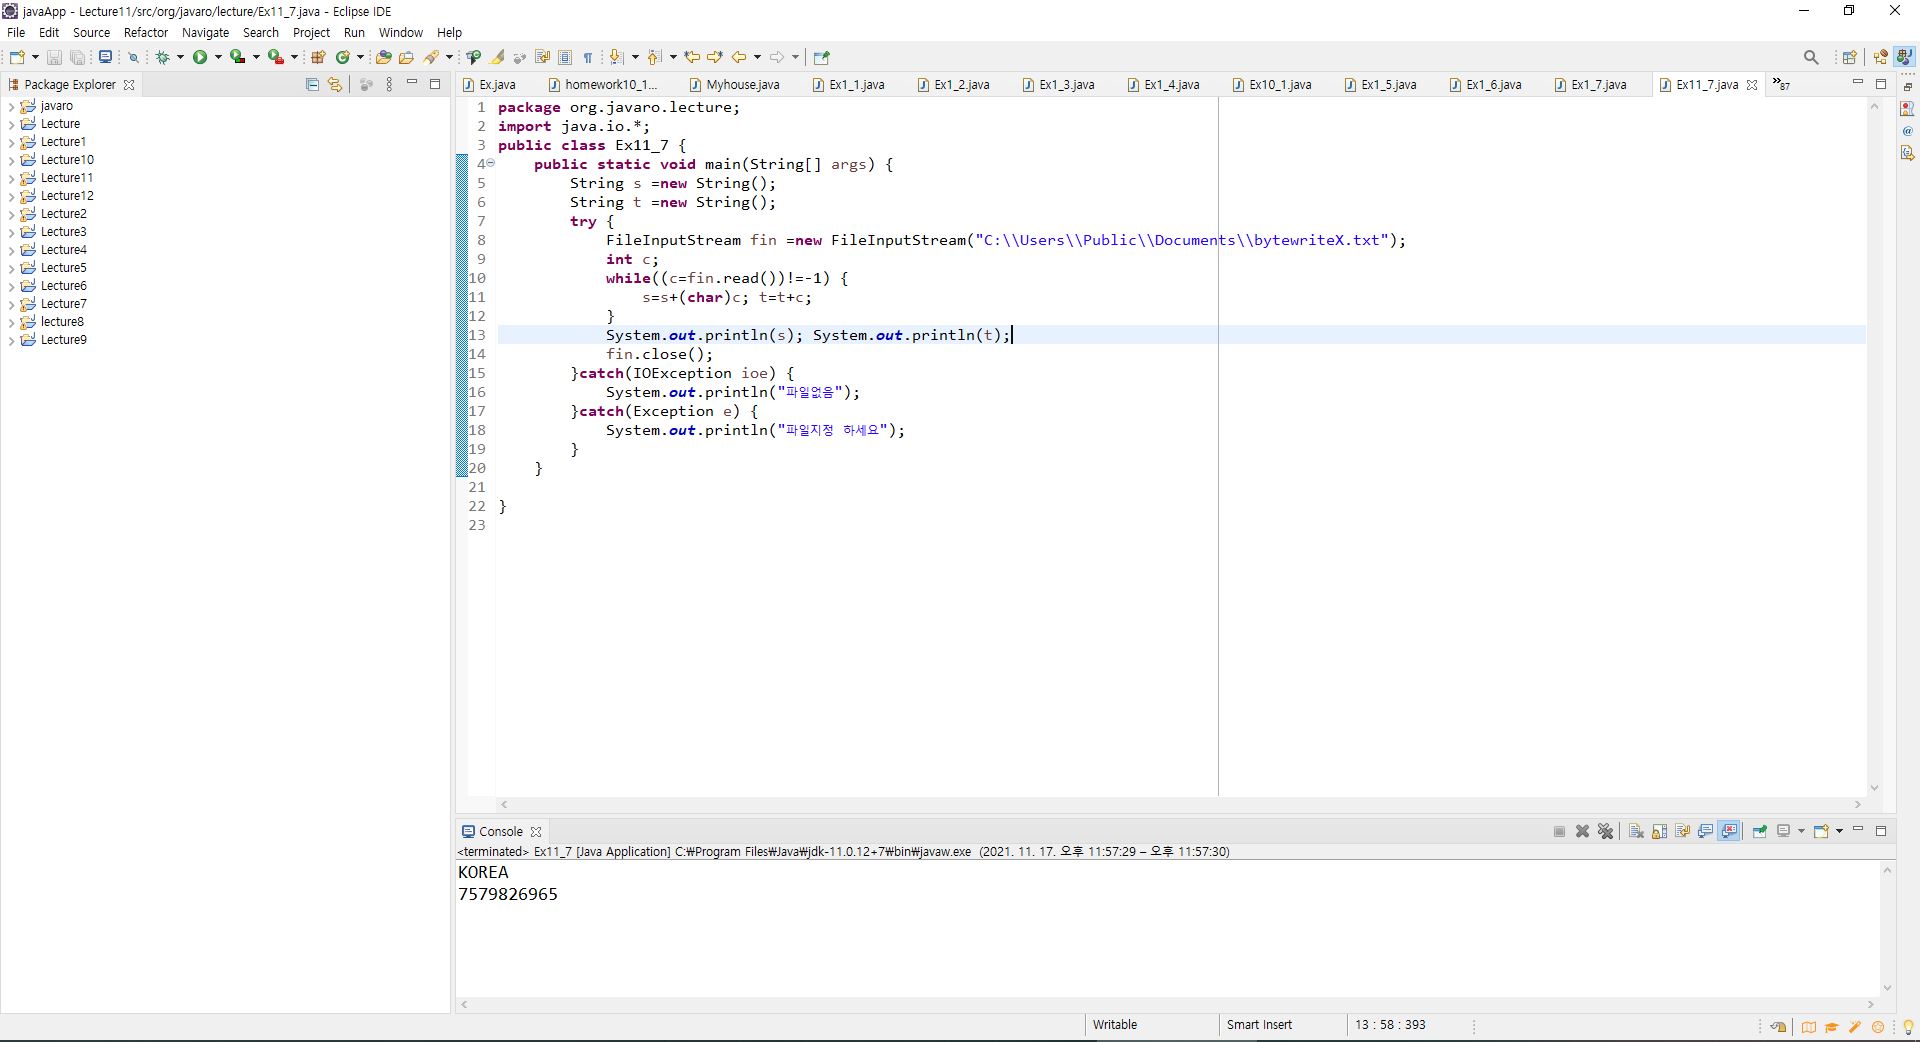 javaApp - Lecture11/src/org/javaro/lecture/Ex11_7.java - Eclipse IDE
File Edit Source Refactor Navigate Search Project Run Window Help
Package Explorer
javaro
Lecture
Lecture1
Lecture10
Lecture11
Lecture12
Lecture2
Lecture3
Lecture4
Lecture5
Lecture6
Lecture7
lecture8
Lecture9
Ex.java homework10_1... Myhouse.java Ex1_1.java Ex1_2.java Ex1_3.java Ex1_4.java Ex10_1.java Ex1_5.java Ex1_6.java Ex1_7.java Ex11_7.java »87
1 package org.javaro.lecture;
2 import java.io.*;
3 public class Ex11_7 {
4 public static void main(String[] args) {
5 String s =new String();
6 String t =new String();
7 try {
8 FileInputStream fin =new FileInputStream("C:\\Users\\Public\\Documents\\bytewriteX.txt");
9 int c;
10 while((c=fin.read())!=-1) {
11 s=s+(char)c; t=t+c;
12 }
13 System.out.println(s); System.out.println(t);
14 fin.close();
15 }catch(IOException ioe) {
16 System.out.println("파일없음");
17 }catch(Exception e) {
18 System.out.println("파일지정 하세요");
19 }
20 }
21
22 }
23
Console
<terminated> Ex11_7 [Java Application] C:₩Program Files₩Java₩jdk-11.0.12+7₩bin₩javaw.exe (2021. 11. 17. 오후 11:57:29 – 오후 11:57:30)
KOREA
7579826965
Writable Smart Insert 13 : 58 : 393